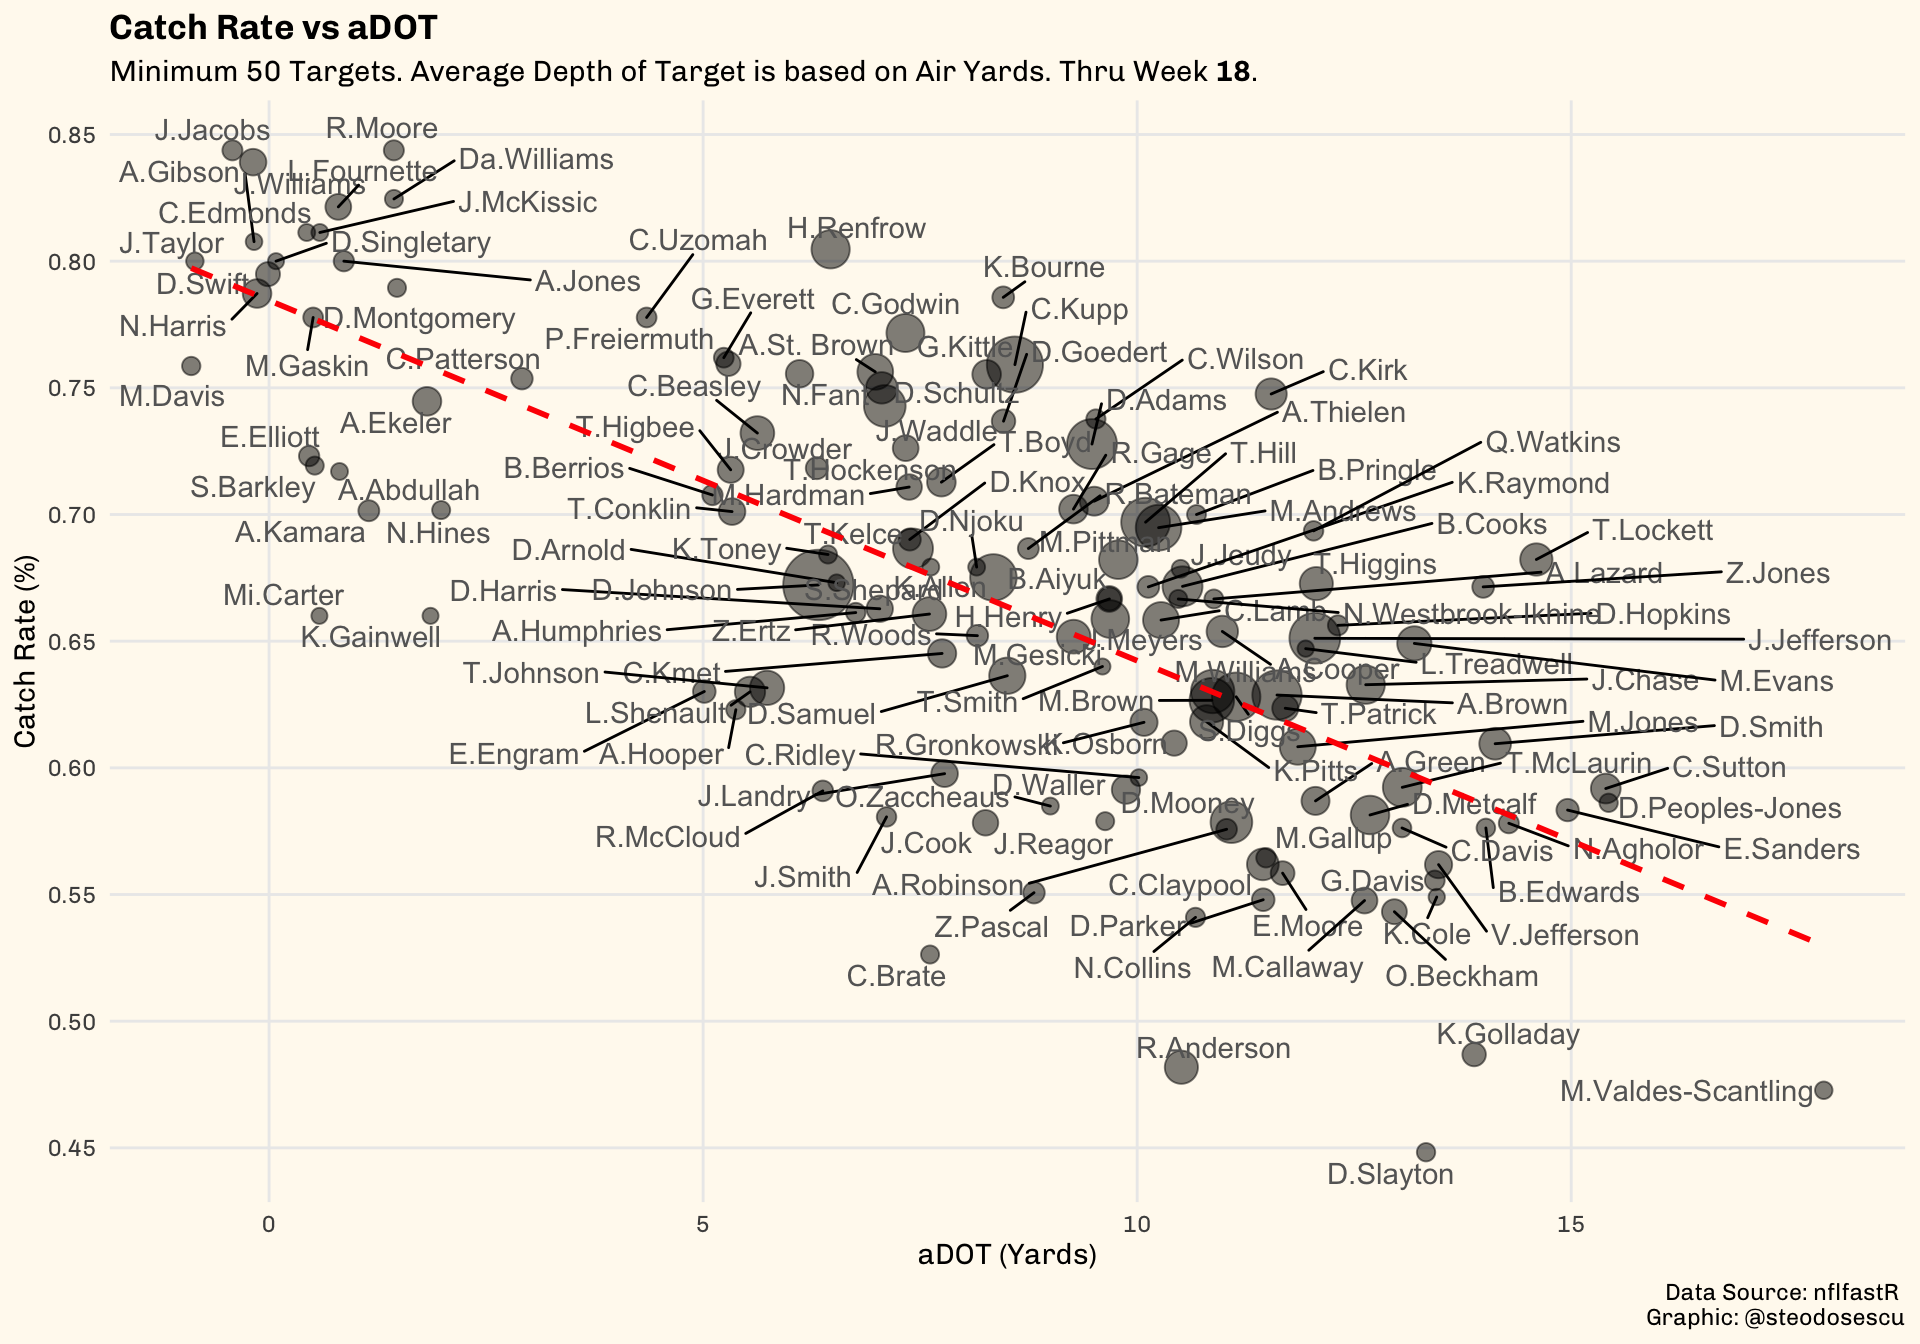 Catch Rate vs aDOT
Minimum 50 Targets. Average Depth of Target is based on Air Yards. Thru Week 18.
Catch Rate (%)
0.85
0.80
0.75
0.70
0.65
0.60
0.55
0.50
0.45
J.Jacobs
R.Moore
Da.Williams
A.Gibson
L.Fournette
J.Williams
J.McKissic
C.Edmonds
H.Renfrow
J.Taylor
D.Singletary
C.Uzomah
K.Bourne
D.Swift
A.Jones
G.Everett
C.Godwin
C.Kupp
N.Harris
D.Montgomery
P.Freiermuth
A.St. Brown
G.Kittle
D.Goedert
C.Wilson
M.Gaskin
C.Patterson
C.Kirk
M.Davis
C.Beasley
N.Fant
D.Schultz
D.Adams
A.Thielen
A.Ekeler
E.Elliott
T.Higbee
J.Waddle
T.Boyd
Q.Watkins
J.Crowder
R.Gage
T.Hill
B.Berrios
T.Hockenson
B.Pringle
S.Barkley
A.Abdullah
M.Hardman
D.Knox
R.Bateman
K.Raymond
T.Conklin
M.Andrews
A.Kamara
N.Hines
T.Kelce
D.Njoku
B.Cooks
T.Lockett
D.Arnold
K.Toney
M.Pittman
J.Jeudy
T.Higgins
A.Lazard
Z.Jones
Mi.Carter
D.Harris
D.Johnson
S.Shepard
K.Allen
B.Aiyuk
K.Gainwell
A.Humphries
Z.Ertz
R.Woods
H.Henry
C.Lamb
N.Westbrook-Ikhine
D.Hopkins
J.Meyers
J.Jefferson
T.Johnson
C.Kmet
M.Gesicki
M.Williams
A.Cooper
L.Treadwell
J.Chase
M.Evans
L.Shenault
D.Samuel
T.Smith
M.Brown
T.Patrick
A.Brown
E.Engram
A.Hooper
C.Ridley
R.Gronkowski
K.Osborn
S.Diggs
M.Jones
D.Smith
K.Pitts
A.Green
T.McLaurin
C.Sutton
J.Landry
O.Zaccheaus
D.Waller
D.Mooney
D.Metcalf
D.Peoples-Jones
R.McCloud
J.Cook
J.Reagor
M.Gallup
C.Davis
N.Agholor
E.Sanders
J.Smith
A.Robinson
C.Claypool
G.Davis
B.Edwards
Z.Pascal
D.Parker
E.Moore
K.Cole
V.Jefferson
C.Brate
N.Collins
M.Callaway
O.Beckham
R.Anderson
K.Golladay
M.Valdes-Scantling
D.Slayton
0
5
10
15
aDOT (Yards)
Data Source: nflfastR
Graphic: @steodosescu